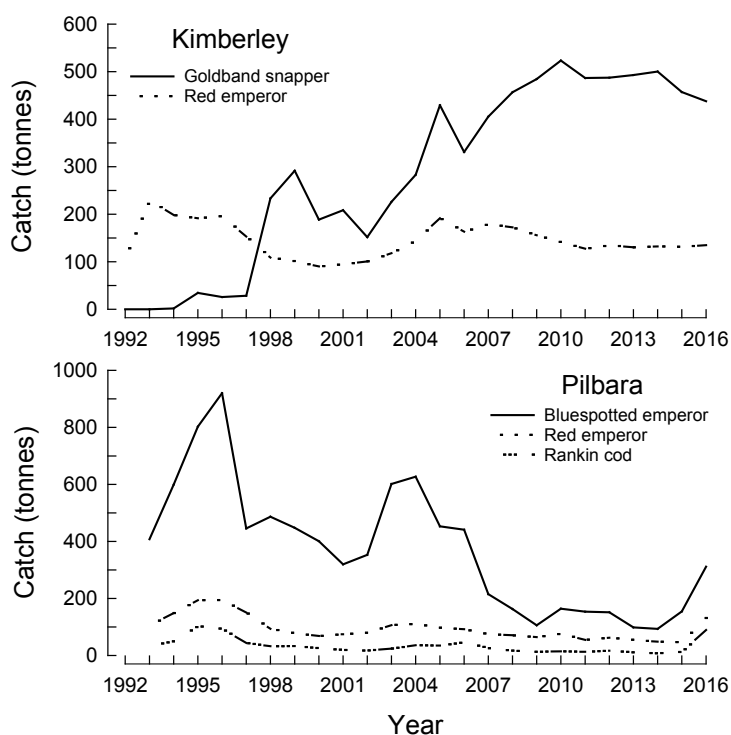 Kimberley
Goldband snapper
Red emperor
Catch (tonnes)
600
500
400
300
200
100
0
1992 1995 1998 2001 2004 2007 2010 2013 2016
Pilbara
Bluespotted emperor
Red emperor
Rankin cod
Catch (tonnes)
1000
800
600
400
200
0
1992 1995 1998 2001 2004 2007 2010 2013 2016
Year